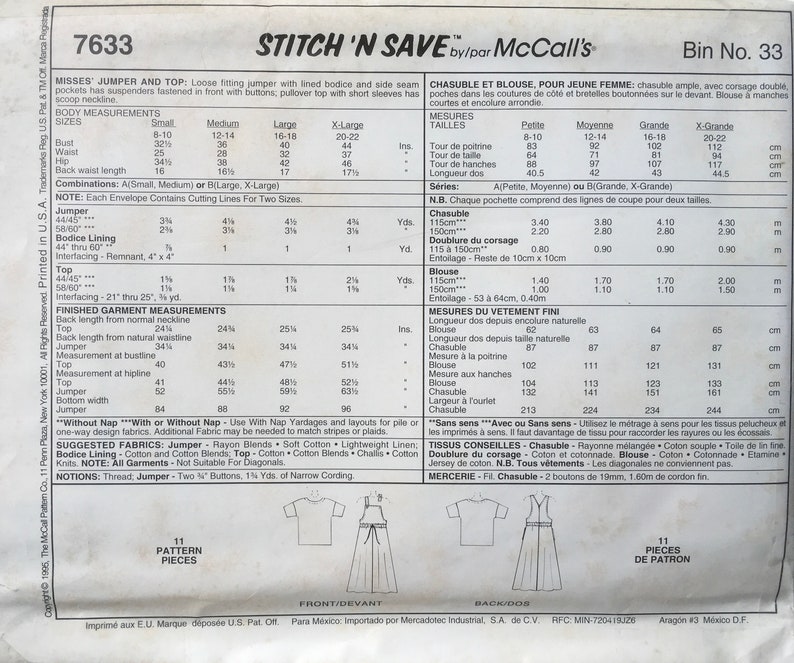 7633
STITCH 'N SAVE™ by/par McCall's®
Bin No. 33
MISSES' JUMPER AND TOP: Loose fitting jumper with lined bodice and side seam
pockets has suspenders fastened in front with buttons; pullover top with short sleeves has
scoop neckline.
BODY MEASUREMENTS
SIZES Small Medium Large X-Large
8-10 12-14 16-18 20-22
Bust 32½ 36 40 44 Ins.
Waist 25 28 32 37 "
Hip 34½ 38 42 46 "
Back waist length 16 16½ 17 17½ "
Combinations: A(Small, Medium) or B(Large, X-Large)
NOTE: Each Envelope Contains Cutting Lines For Two Sizes.
Jumper
44/45" *** 3¾ 4⅛ 4½ 4¾ Yds.
58/60" *** 2⅜ 3⅛ 3⅛ 3⅛ "
Bodice Lining
44" thru 60" ** ⅞ 1 1 1 Yd.
Interfacing - Remnant, 4" x 4"
Top
44/45" *** 1⅝ 1⅞ 1⅞ 2⅛ Yds.
58/60" *** 1⅛ 1⅛ 1¼ 1⅝ "
Interfacing - 21" thru 25", ⅜ yd.
FINISHED GARMENT MEASUREMENTS
Back length from normal neckline
Top 24¼ 24¾ 25¼ 25¾ Ins.
Back length from natural waistline
Jumper 34¼ 34¼ 34¼ 34¼ "
Measurement at bustline
Top 40 43½ 47½ 51½ "
Measurement at hipline
Top 41 44½ 48½ 52½ "
Jumper 52 55½ 59½ 63½ "
Bottom width
Jumper 84 88 92 96 "
**Without Nap ***With or Without Nap - Use With Nap Yardages and layouts for pile or
one-way design fabrics. Additional Fabric may be needed to match stripes or plaids.
SUGGESTED FABRICS: Jumper - Rayon Blends • Soft Cotton • Lightweight Linen;
Bodice Lining - Cotton and Cotton Blends; Top - Cotton • Cotton Blends • Challis • Cotton
Knits. NOTE: All Garments - Not Suitable For Diagonals.
NOTIONS: Thread; Jumper - Two ¾" Buttons, 1¾ Yds. of Narrow Cording.
CHASUBLE ET BLOUSE, POUR JEUNE FEMME: chasuble ample, avec corsage doublé,
poches dans les coutures de côté et bretelles boutonnées sur le devant. Blouse à manches
courtes et encolure arrondie.
MESURES
TAILLES Petite Moyenne Grande X-Grande
8-10 12-14 16-18 20-22
Tour de poitrine 83 92 102 112 cm
Tour de taille 64 71 81 94 cm
Tour de hanches 88 97 107 117 cm
Longueur dos 40.5 42 43 44.5 cm
Séries: A(Petite, Moyenne) ou B(Grande, X-Grande)
N.B. Chaque pochette comprend des lignes de coupe pour deux tailles.
Chasuble
115cm*** 3.40 3.80 4.10 4.30 m
150cm*** 2.20 2.80 2.80 2.90 m
Doublure du corsage
115 à 150cm** 0.80 0.90 0.90 0.90 m
Entoilage - Reste de 10cm x 10cm
Blouse
115cm*** 1.40 1.70 1.70 2.00 m
150cm*** 1.00 1.10 1.10 1.50 m
Entoilage - 53 à 64cm, 0.40m
MESURES DU VETEMENT FINI
Longueur dos depuis encolure naturelle
Blouse 62 63 64 65 cm
Longueur dos depuis taille naturelle
Chasuble 87 87 87 87 cm
Mesure à la poitrine
Blouse 102 111 121 131 cm
Mesure aux hanches
Blouse 104 113 123 133 cm
Chasuble 132 141 151 161 cm
Largeur à l'ourlet
Chasuble 213 224 234 244 cm
**Sans sens ***Avec ou Sans sens - Utilisez le métrage à sens pour les tissus pelucheux et
les imprimés à sens. Il faut davantage de tissu pour raccorder les rayures ou les écossais.
TISSUS CONSEILLES - Chasuble - Rayonne mélangée • Coton souple • Toile de lin fine.
Doublure du corsage - Coton et cotonnade. Blouse - Coton • Cotonnade • Etamine •
Jersey de coton. N.B. Tous vêtements - Les diagonales ne conviennent pas.
MERCERIE - Fil. Chasuble - 2 boutons de 19mm, 1.60m de cordon fin.
11
PATTERN
PIECES
FRONT/DEVANT
BACK/DOS
11
PIECES
DE PATRON
Imprimé aux E.U. Marque déposée U.S. Pat. Off. Para México: Importado por Mercadotec Industrial, S.A. de C.V. RFC: MIN-720419JZ6 Aragón #3 México D.F.
Copyright © 1995, The McCall Pattern Co., 11 Penn Plaza, New York 10001, All Rights Reserved. Printed in U.S.A. Trademarks Reg. U.S. Pat. & TM Off. Marca Registrada